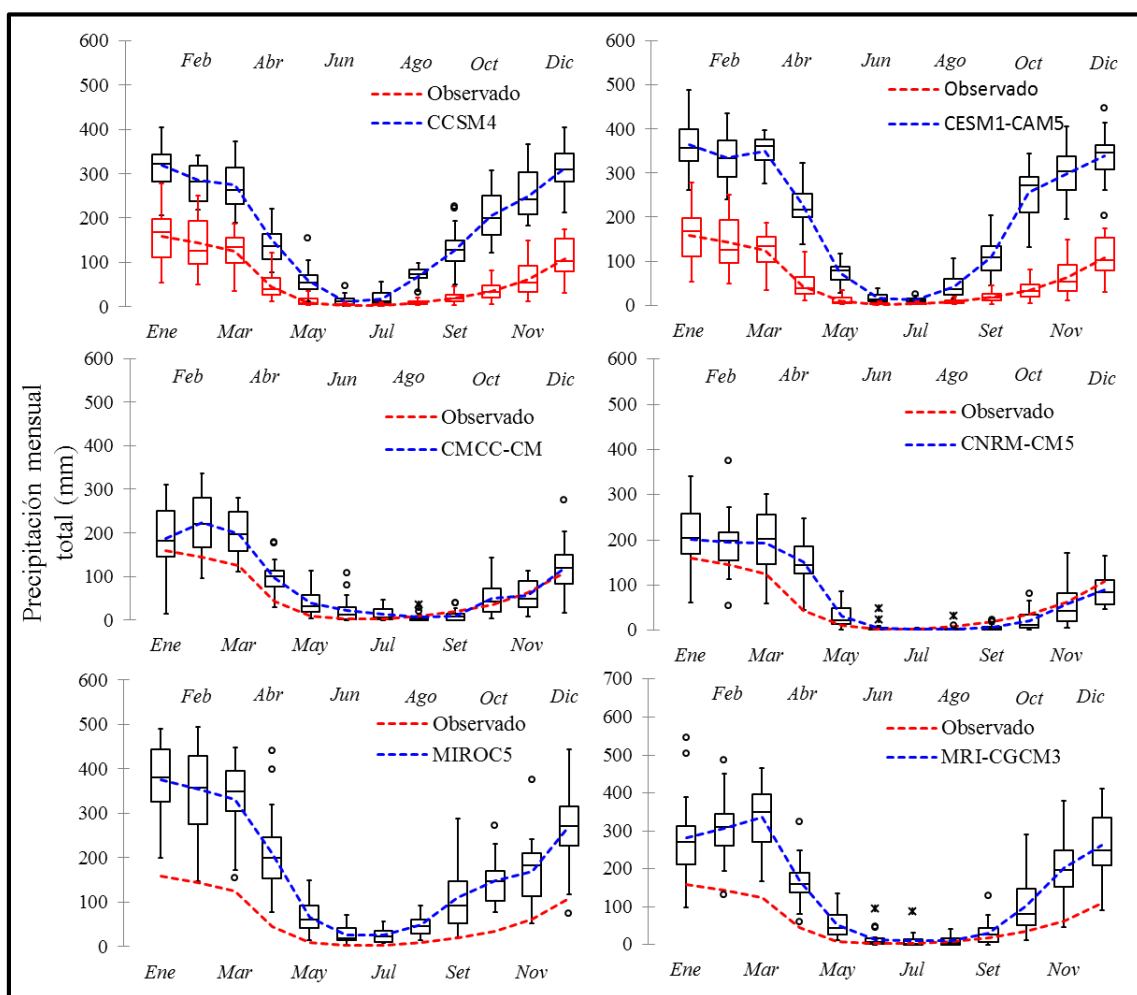 Precipitación mensual
total (mm)
600
500
400
300
200
100
0
Feb Abr Jun Ago Oct Dic
Observado
CCSM4
Ene Mar May Jul Set Nov
600
500
400
300
200
100
0
Feb Abr Jun Ago Oct Dic
Observado
CESM1-CAM5
Ene Mar May Jul Set Nov
600
500
400
300
200
100
0
Feb Abr Jun Ago Oct Dic
Observado
CMCC-CM
Ene Mar May Jul Set Nov
600
500
400
300
200
100
0
Feb Abr Jun Ago Oct Dic
Observado
CNRM-CM5
Ene Mar May Jul Set Nov
600
500
400
300
200
100
0
Feb Abr Jun Ago Oct Dic
Observado
MIROC5
Ene Mar May Jul Set Nov
700
600
500
400
300
200
100
0
Feb Abr Jun Ago Oct Dic
Observado
MRI-CGCM3
Ene Mar May Jul Set Nov